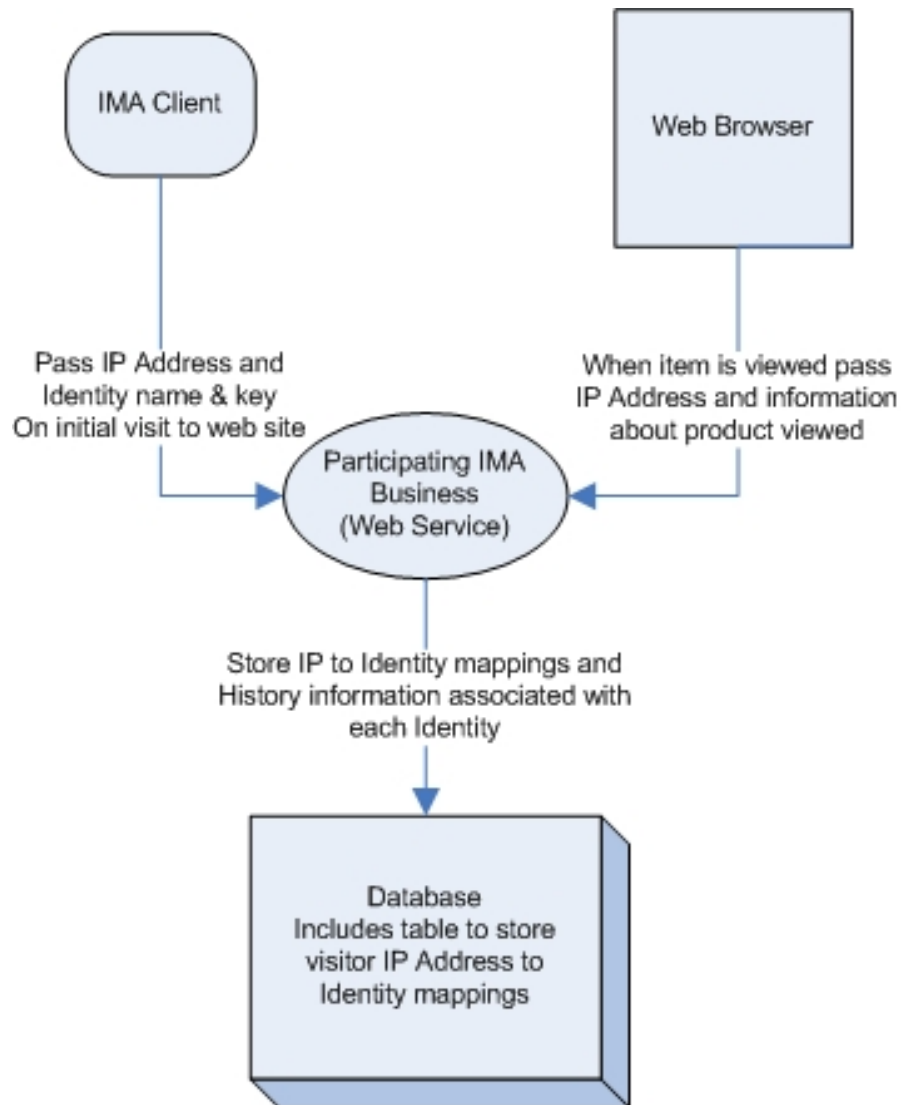 IMA Client
Web Browser
Pass IP Address and
Identity name & key
On initial visit to web site
When item is viewed pass
IP Address and information
about product viewed
Participating IMA
Business
(Web Service)
Store IP to Identity mappings and
History information associated with
each Identity
Database
Includes table to store
visitor IP Address to
Identity mappings